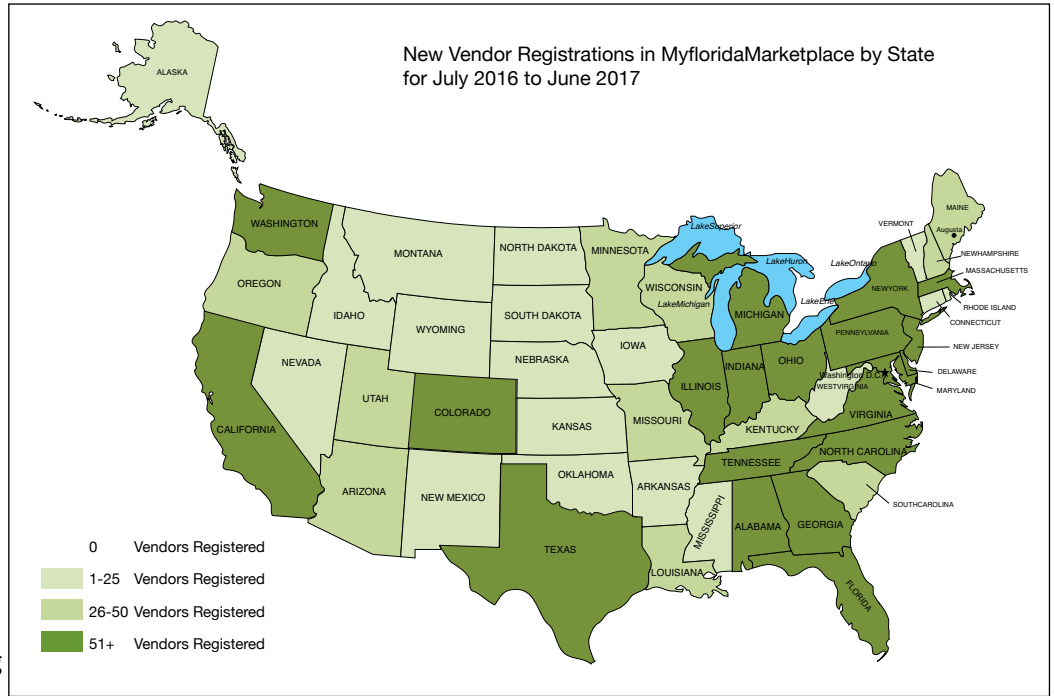 New Vendor Registrations in MyfloridaMarketplace by State
for July 2016 to June 2017
ALASKA
WASHINGTON
OREGON
CALIFORNIA
IDAHO
NEVADA
MONTANA
WYOMING
UTAH
COLORADO
ARIZONA
NEW MEXICO
NORTH DAKOTA
SOUTH DAKOTA
NEBRASKA
KANSAS
OKLAHOMA
TEXAS
MINNESOTA
IOWA
MISSOURI
ARKANSAS
LOUISIANA
WISCONSIN
ILLINOIS
MICHIGAN
INDIANA
OHIO
KENTUCKY
TENNESSEE
MISSISSIPPI
ALABAMA
GEORGIA
FLORIDA
SOUTHCAROLINA
NORTH CAROLINA
VIRGINIA
WESTVIRGINIA
Washington D.C.
MARYLAND
DELAWARE
NEW JERSEY
PENNSYLVANIA
NEWYORK
CONNECTICUT
RHODE ISLAND
MASSACHUSETTS
NEWHAMPSHIRE
VERMONT
MAINE
Augusta
LakeSuperior
LakeMichigan
LakeHuron
LakeOntario
LakeErie
0 Vendors Registered
1-25 Vendors Registered
26-50 Vendors Registered
51+ Vendors Registered